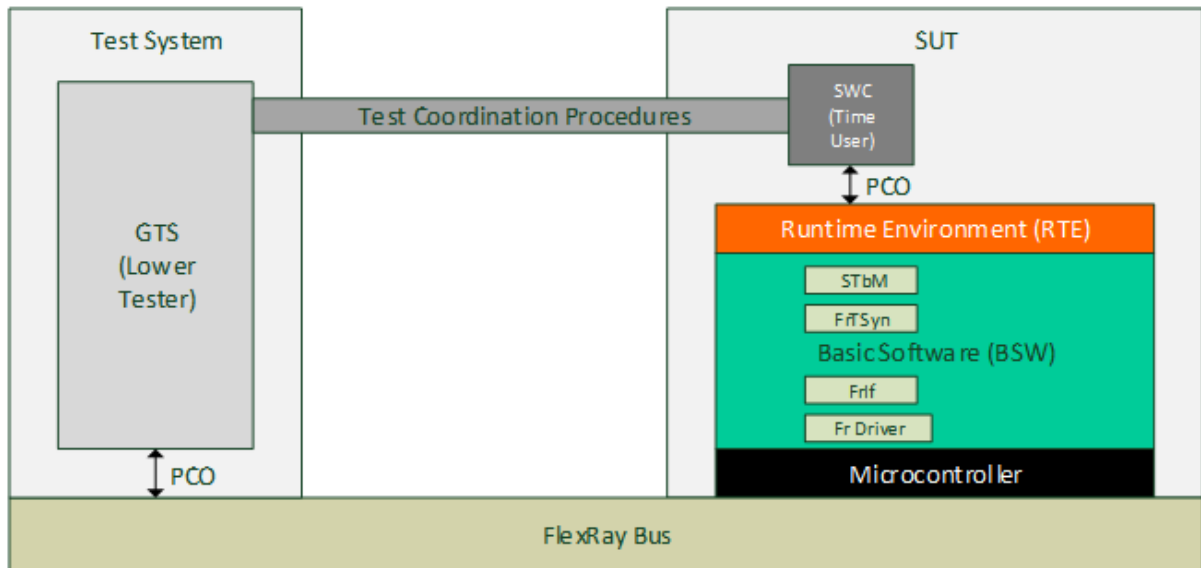 Test System
SUT
SWC
(Time
User)
Test Coordination Procedures
PCO
GTS
(Lower
Tester)
Runtime Environment (RTE)
STbM
FrTSyn
Basic Software (BSW)
FrIf
Fr Driver
PCO
Microcontroller
FlexRay Bus